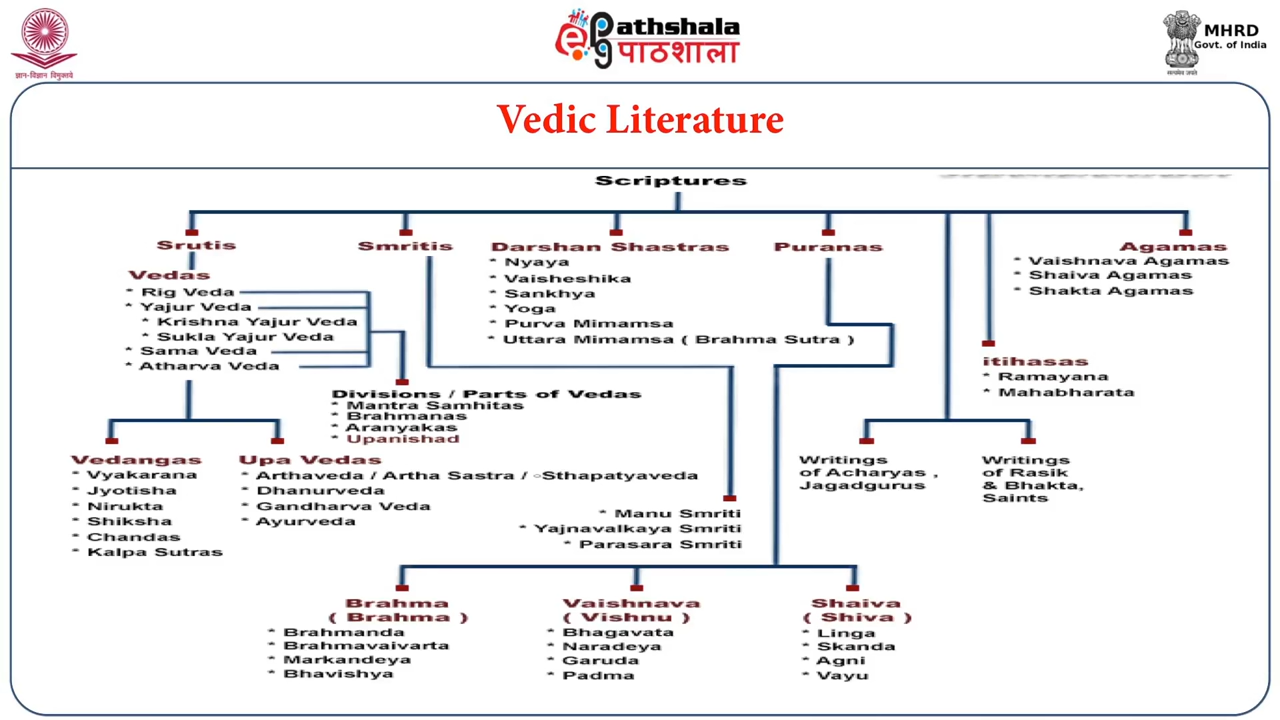 ज्ञान-विज्ञान विमुक्तये
ePG Pathshala
पाठशाला
MHRD
Govt. of India
सत्यमेव जयते
Vedic Literature
Scriptures
Srutis
Smritis
Darshan Shastras
Puranas
Agamas
Vedas
* Rig Veda
* Yajur Veda
* Krishna Yajur Veda
* Sukla Yajur Veda
* Sama Veda
* Atharva Veda
* Nyaya
* Vaisheshika
* Sankhya
* Yoga
* Purva Mimamsa
* Uttara Mimamsa ( Brahma Sutra )
* Vaishnava Agamas
* Shaiva Agamas
* Shakta Agamas
itihasas
* Ramayana
* Mahabharata
Divisions / Parts of Vedas
* Mantra Samhitas
* Brahmanas
* Aranyakas
* Upanishad
Vedangas
* Vyakarana
* Jyotisha
* Nirukta
* Shiksha
* Chandas
* Kalpa Sutras
Upa Vedas
* Arthaveda / Artha Sastra / Sthapatyaveda
* Dhanurveda
* Gandharva Veda
* Ayurveda
* Manu Smriti
* Yajnavalkaya Smriti
* Parasara Smriti
Writings
of Acharyas ,
Jagadgurus
Writings
of Rasik
& Bhakta,
Saints
Brahma
( Brahma )
* Brahmanda
* Brahmavaivarta
* Markandeya
* Bhavishya
Vaishnava
( Vishnu )
* Bhagavata
* Naradeya
* Garuda
* Padma
Shaiva
( Shiva )
* Linga
* Skanda
* Agni
* Vayu